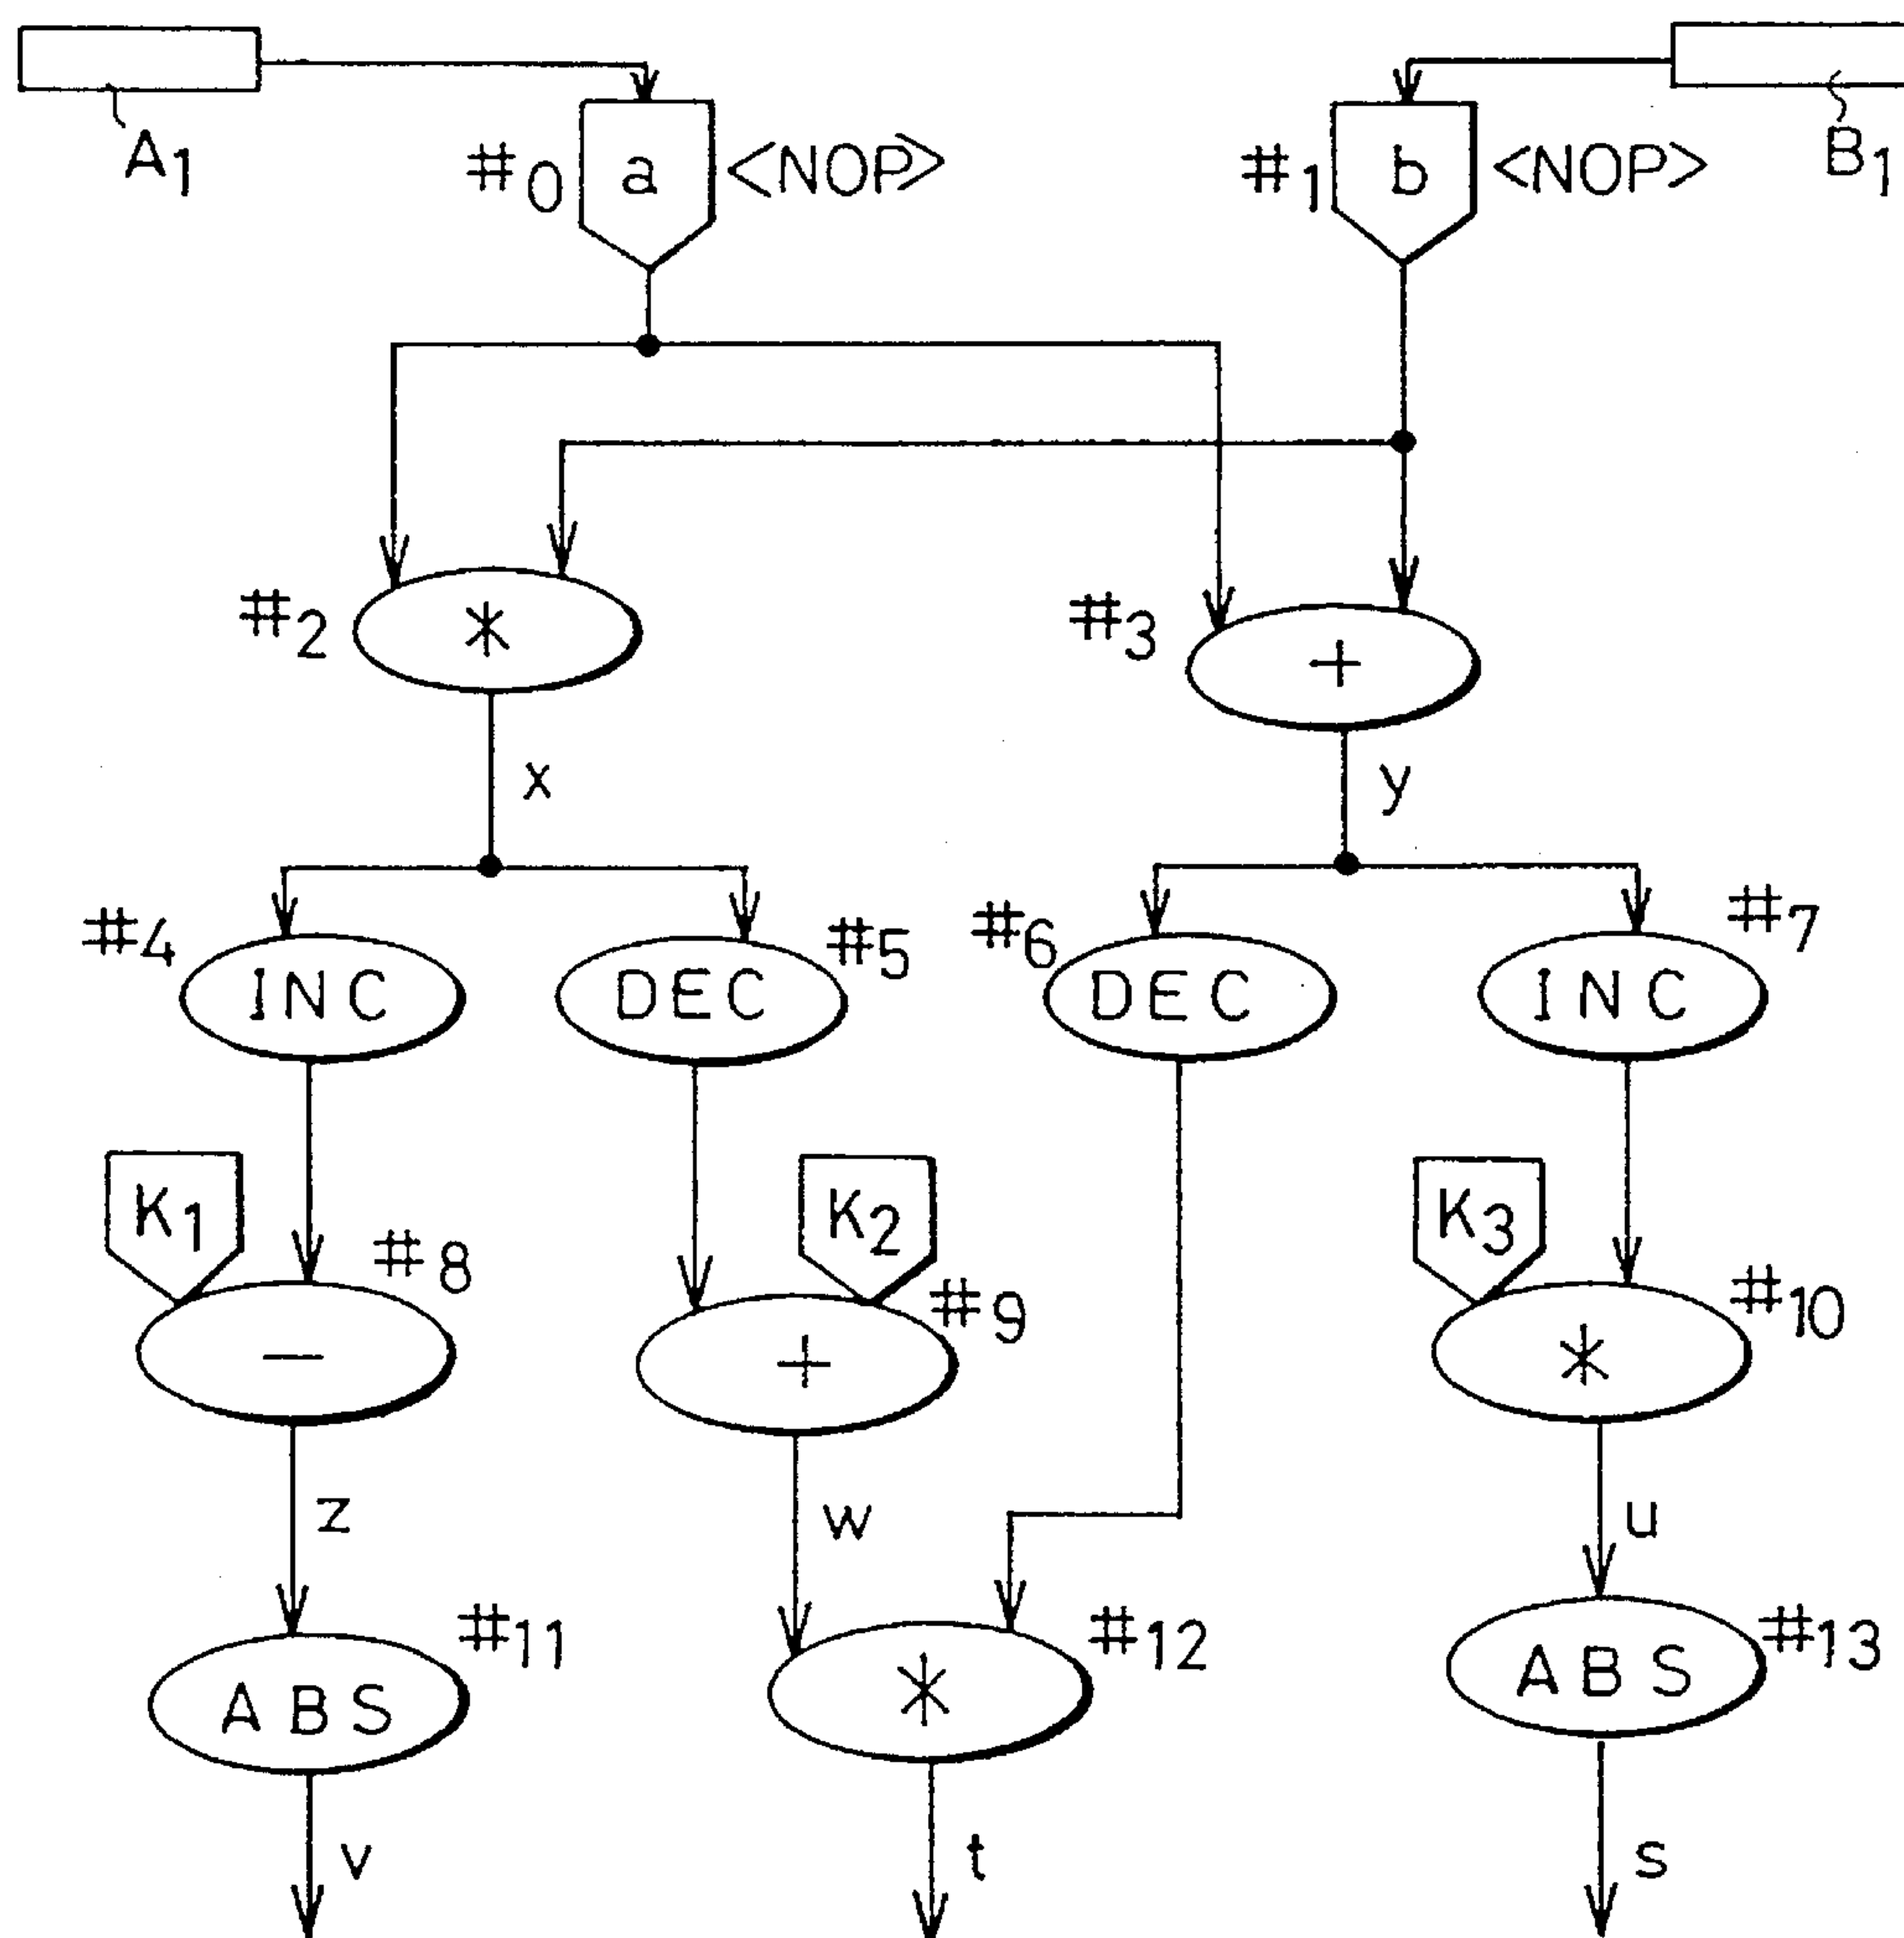 A1
#0 a <NOP>
#1 b <NOP>
B1
#2 *
#3 +
x
y
#4 INC
DEC #5
#6 DEC
INC #7
K1
K2
K3
#8 −
+ #9
* #10
z
w
u
ABS #11
* #12
ABS #13
v
t
s